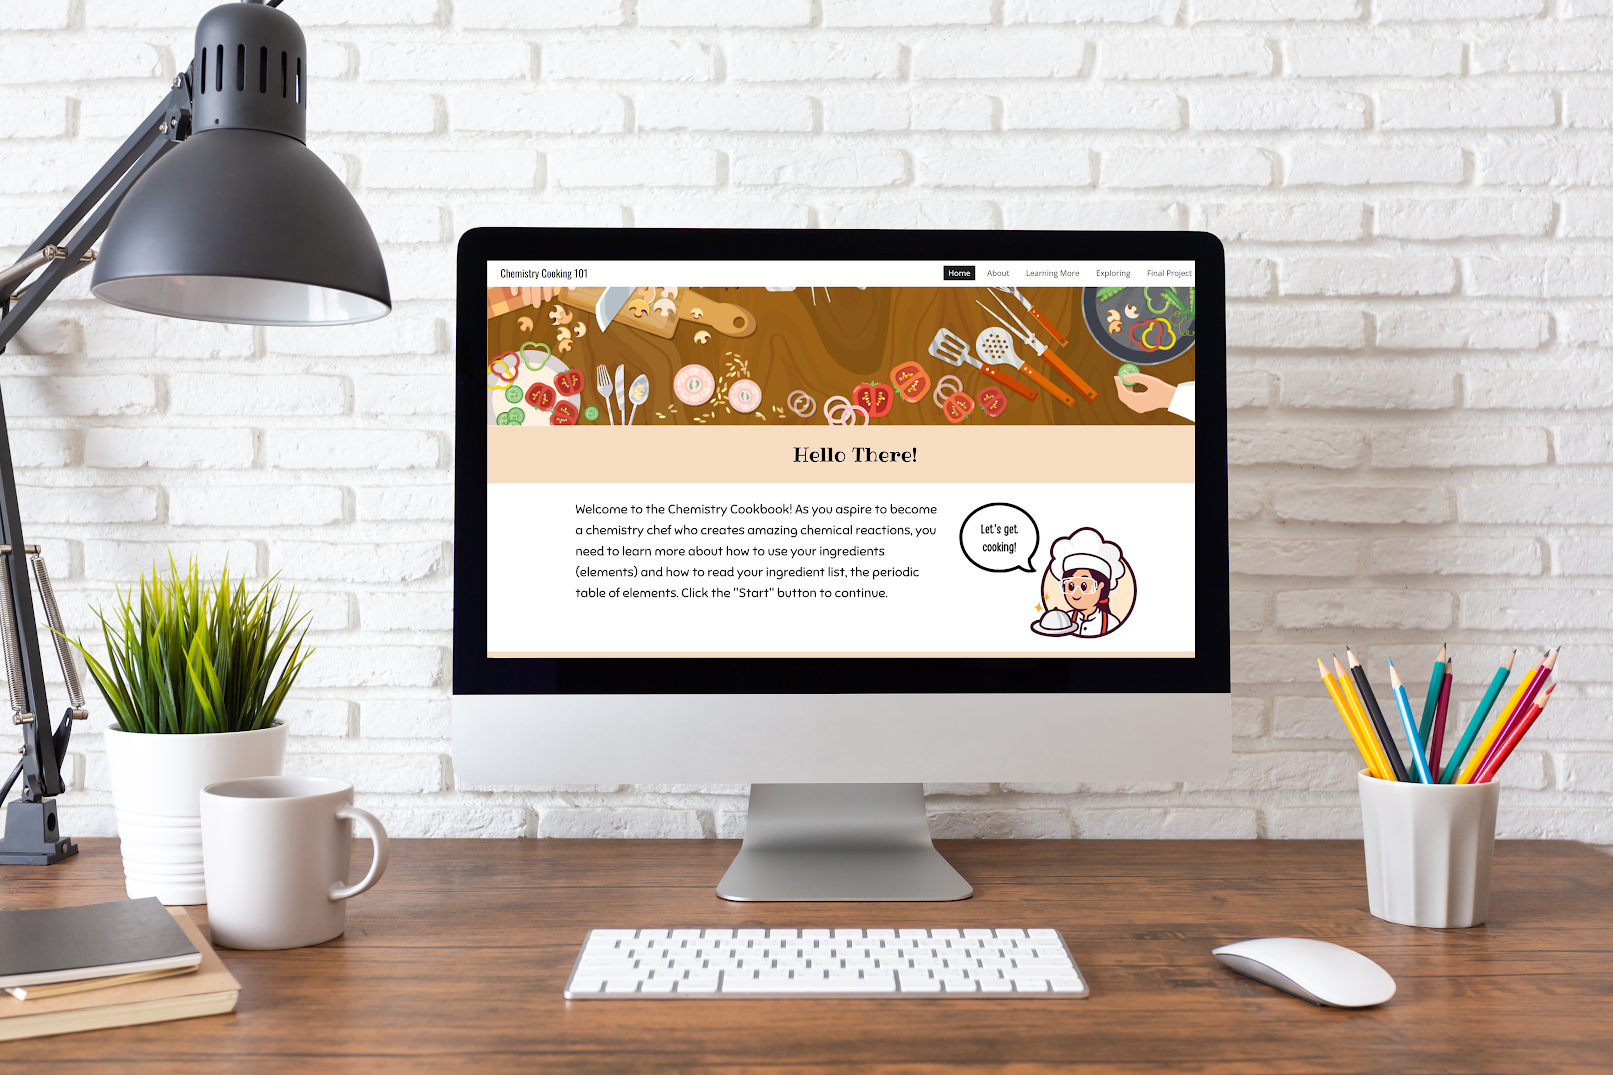 Chemistry Cooking 101
Home About Learning More Exploring Final Project
Hello There!
Welcome to the Chemistry Cookbook! As you aspire to become
a chemistry chef who creates amazing chemical reactions, you
need to learn more about how to use your ingredients
(elements) and how to read your ingredient list, the periodic
table of elements. Click the "Start" button to continue.
Let's get
cooking!